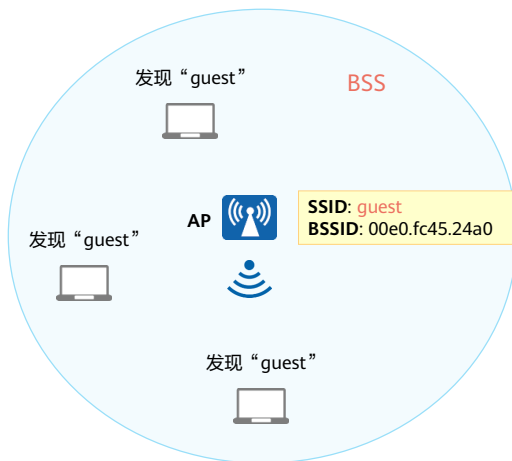 发现“guest”
BSS
AP
SSID: guest
BSSID: 00e0.fc45.24a0
发现“guest”
发现“guest”